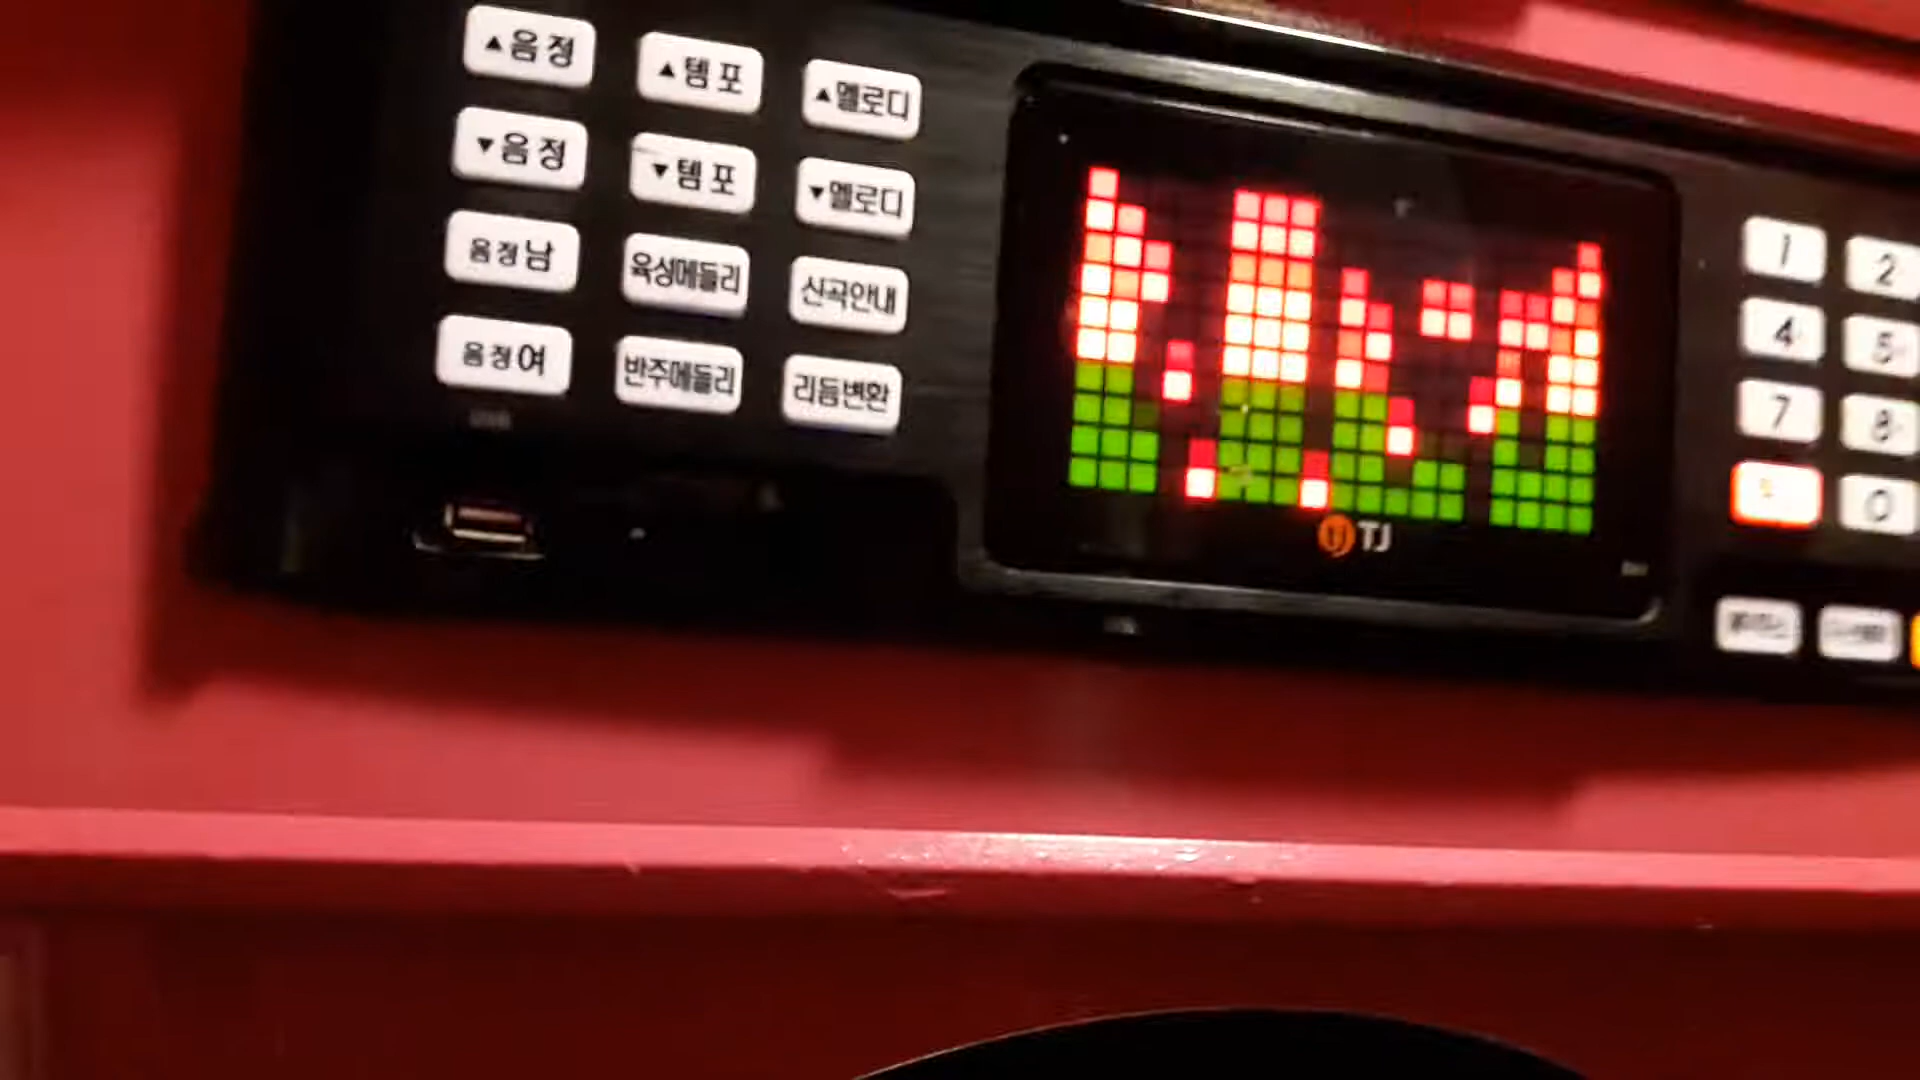 ▲음정 ▲템포 ▲멜로디
▼음정 ▼템포 ▼멜로디
음정남 육성메들리 신곡안내
음정여 반주메들리 리듬변환
USB
TJ
1 2
4 5
7 8
0